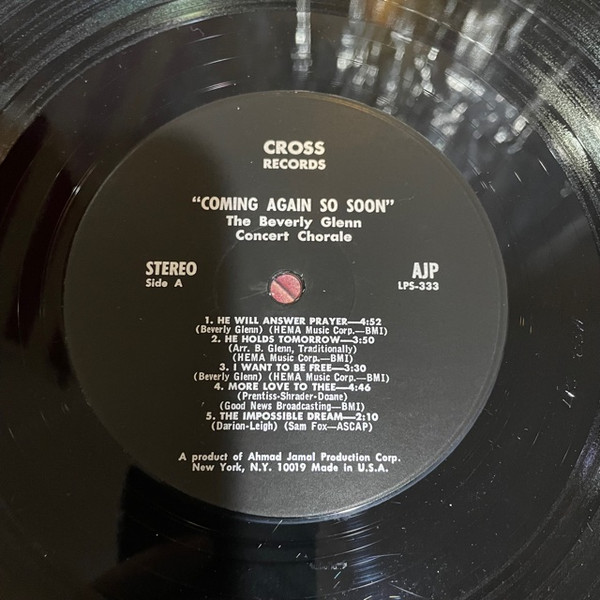 CROSS
RECORDS
"COMING AGAIN SO SOON"
The Beverly Glenn
Concert Chorale
STEREO
Side A
AJP
LPS-333
1. HE WILL ANSWER PRAYER—4:52
(Beverly Glenn) (HEMA Music Corp.—BMI)
2. HE HOLDS TOMORROW—3:50
(Arr. B. Glenn, Traditionally)
(HEMA Music Corp.—BMI)
3. I WANT TO BE FREE—3:30
(Beverly Glenn) (HEMA Music Corp.—BMI)
4. MORE LOVE TO THEE—4:46
(Prentiss-Shrader-Doane)
(Good News Broadcasting—BMI)
5. THE IMPOSSIBLE DREAM—2:10
(Darion-Leigh) (Sam Fox—ASCAP)
A product of Ahmad Jamal Production Corp.
New York, N.Y. 10019 Made in U.S.A.